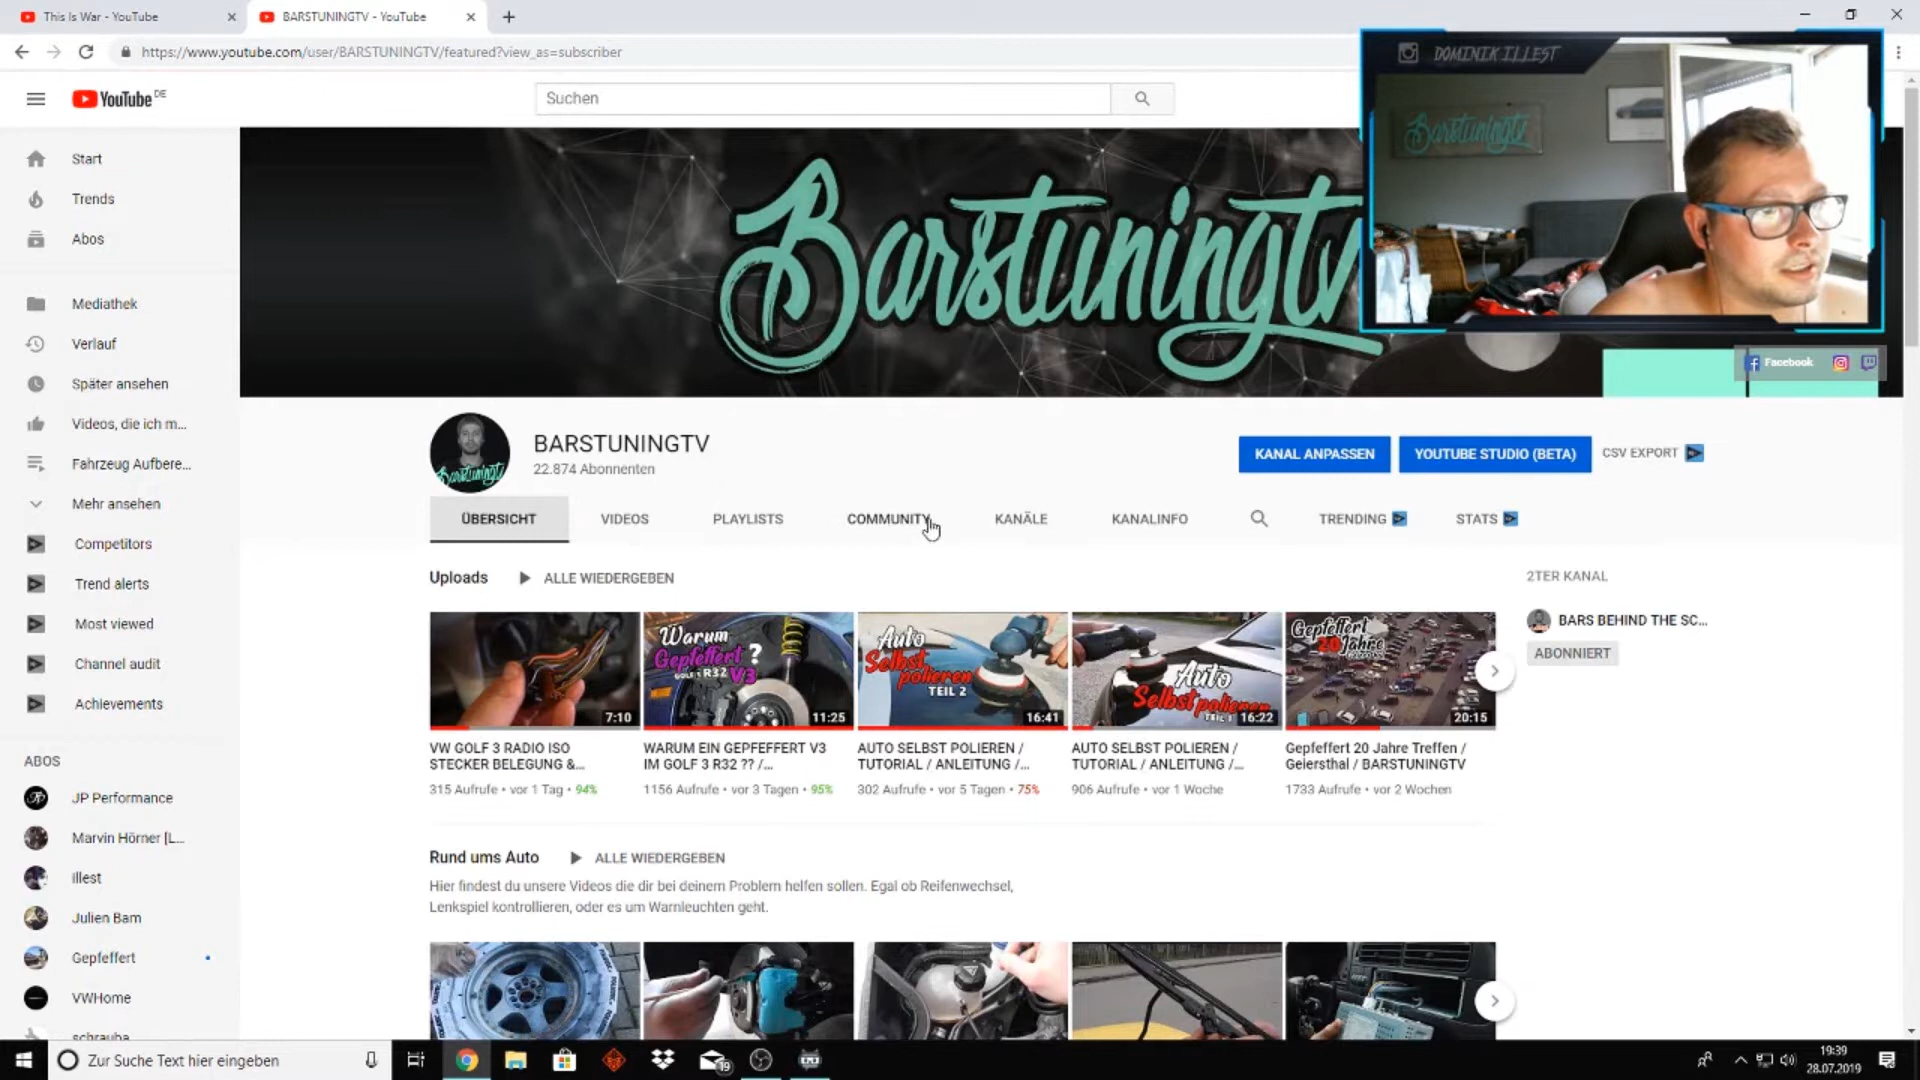 This Is War - YouTube
BARSTUNINGTV - YouTube
https://www.youtube.com/user/BARSTUNINGTV/featured?view_as=subscriber
DOMINIK ILLEST
YouTube DE
Suchen
Barstuningtv
Barstuningtv
Start
Trends
Abos
Mediathek
Verlauf
Später ansehen
Videos, die ich m...
Fahrzeug Aufbere...
Mehr ansehen
Competitors
Trend alerts
Most viewed
Channel audit
Achievements
ABOS
JP Performance
Marvin Hörner [L...
illest
Julien Bam
Gepfeffert
VWHome
schrauba
Facebook
Barstuningtv
BARSTUNINGTV
22.874 Abonnenten
KANAL ANPASSEN
YOUTUBE STUDIO (BETA)
CSV EXPORT
ÜBERSICHT
VIDEOS
PLAYLISTS
COMMUNITY
KANÄLE
KANALINFO
TRENDING
STATS
Uploads
ALLE WIEDERGEBEN
2TER KANAL
BARS BEHIND THE SC...
ABONNIERT
7:10
Warum
Gepfeffert ?
GOLF 3 R32 V3
11:25
Auto
Selbst
polieren
TEIL 2
16:41
Auto
Selbst polieren
TEIL 1
16:22
Gepfeffert
20 Jahre
Treffen
20:15
VW GOLF 3 RADIO ISO
STECKER BELEGUNG &...
315 Aufrufe • vor 1 Tag • 94%
WARUM EIN GEPFEFFERT V3
IM GOLF 3 R32 ?? /...
1156 Aufrufe • vor 3 Tagen • 95%
AUTO SELBST POLIEREN /
TUTORIAL / ANLEITUNG /...
302 Aufrufe • vor 5 Tagen • 75%
AUTO SELBST POLIEREN /
TUTORIAL / ANLEITUNG /...
906 Aufrufe • vor 1 Woche
Gepfeffert 20 Jahre Treffen /
Geiersthal / BARSTUNINGTV
1733 Aufrufe • vor 2 Wochen
Rund ums Auto
ALLE WIEDERGEBEN
Hier findest du unsere Videos die dir bei deinem Problem helfen sollen. Egal ob Reifenwechsel,
Lenkspiel kontrollieren, oder es um Warnleuchten geht.
Zur Suche Text hier eingeben
19
19:39
28.07.2019